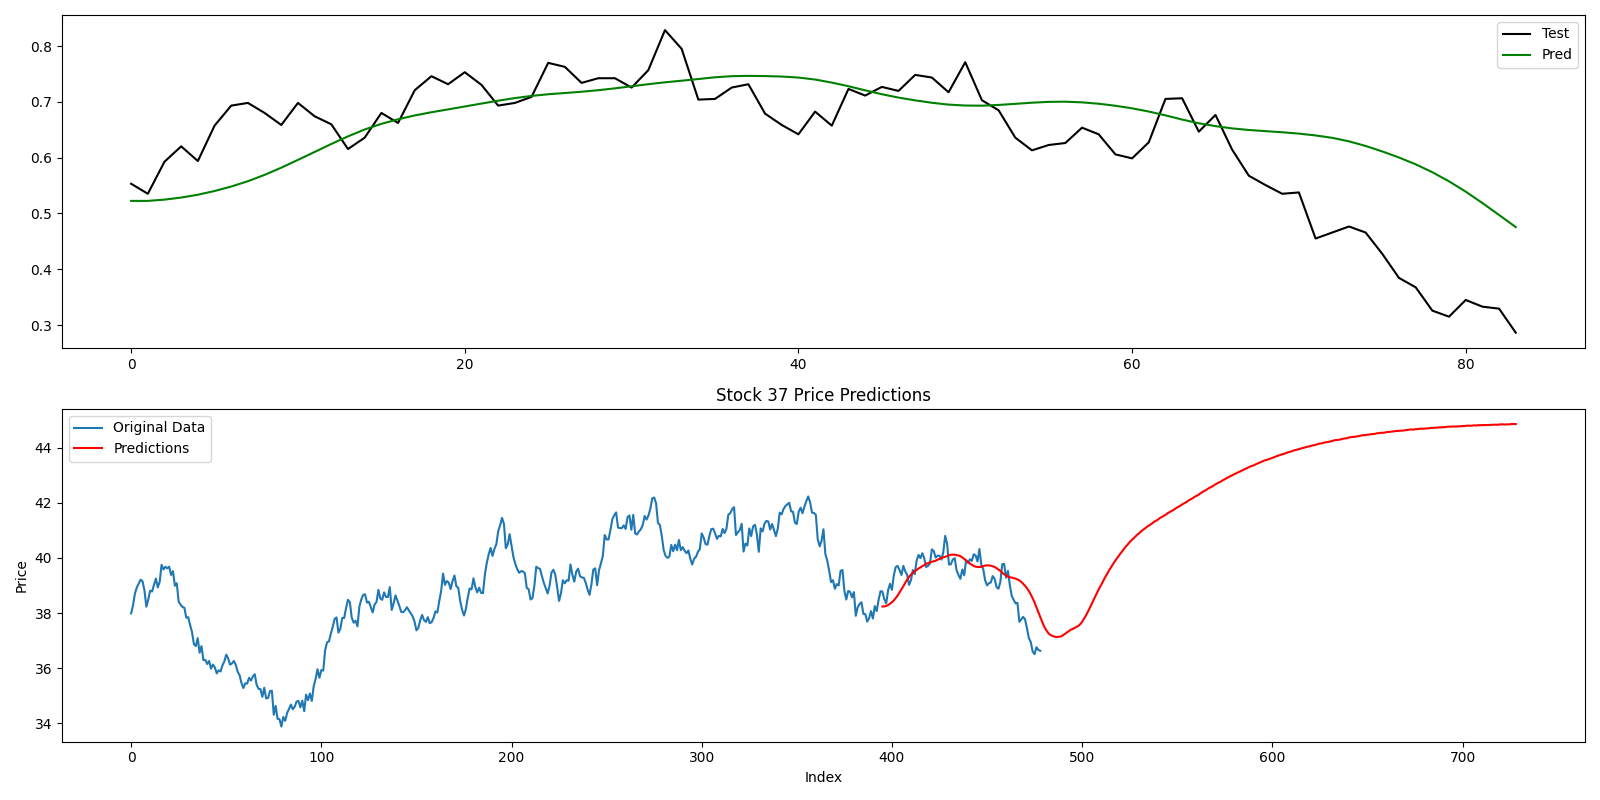 Test
Pred
0.8
0.7
0.6
0.5
0.4
0.3
0 20 40 60 80
Stock 37 Price Predictions
Original Data
Predictions
Price
44
42
40
38
36
34
0 100 200 300 400 500 600 700
Index